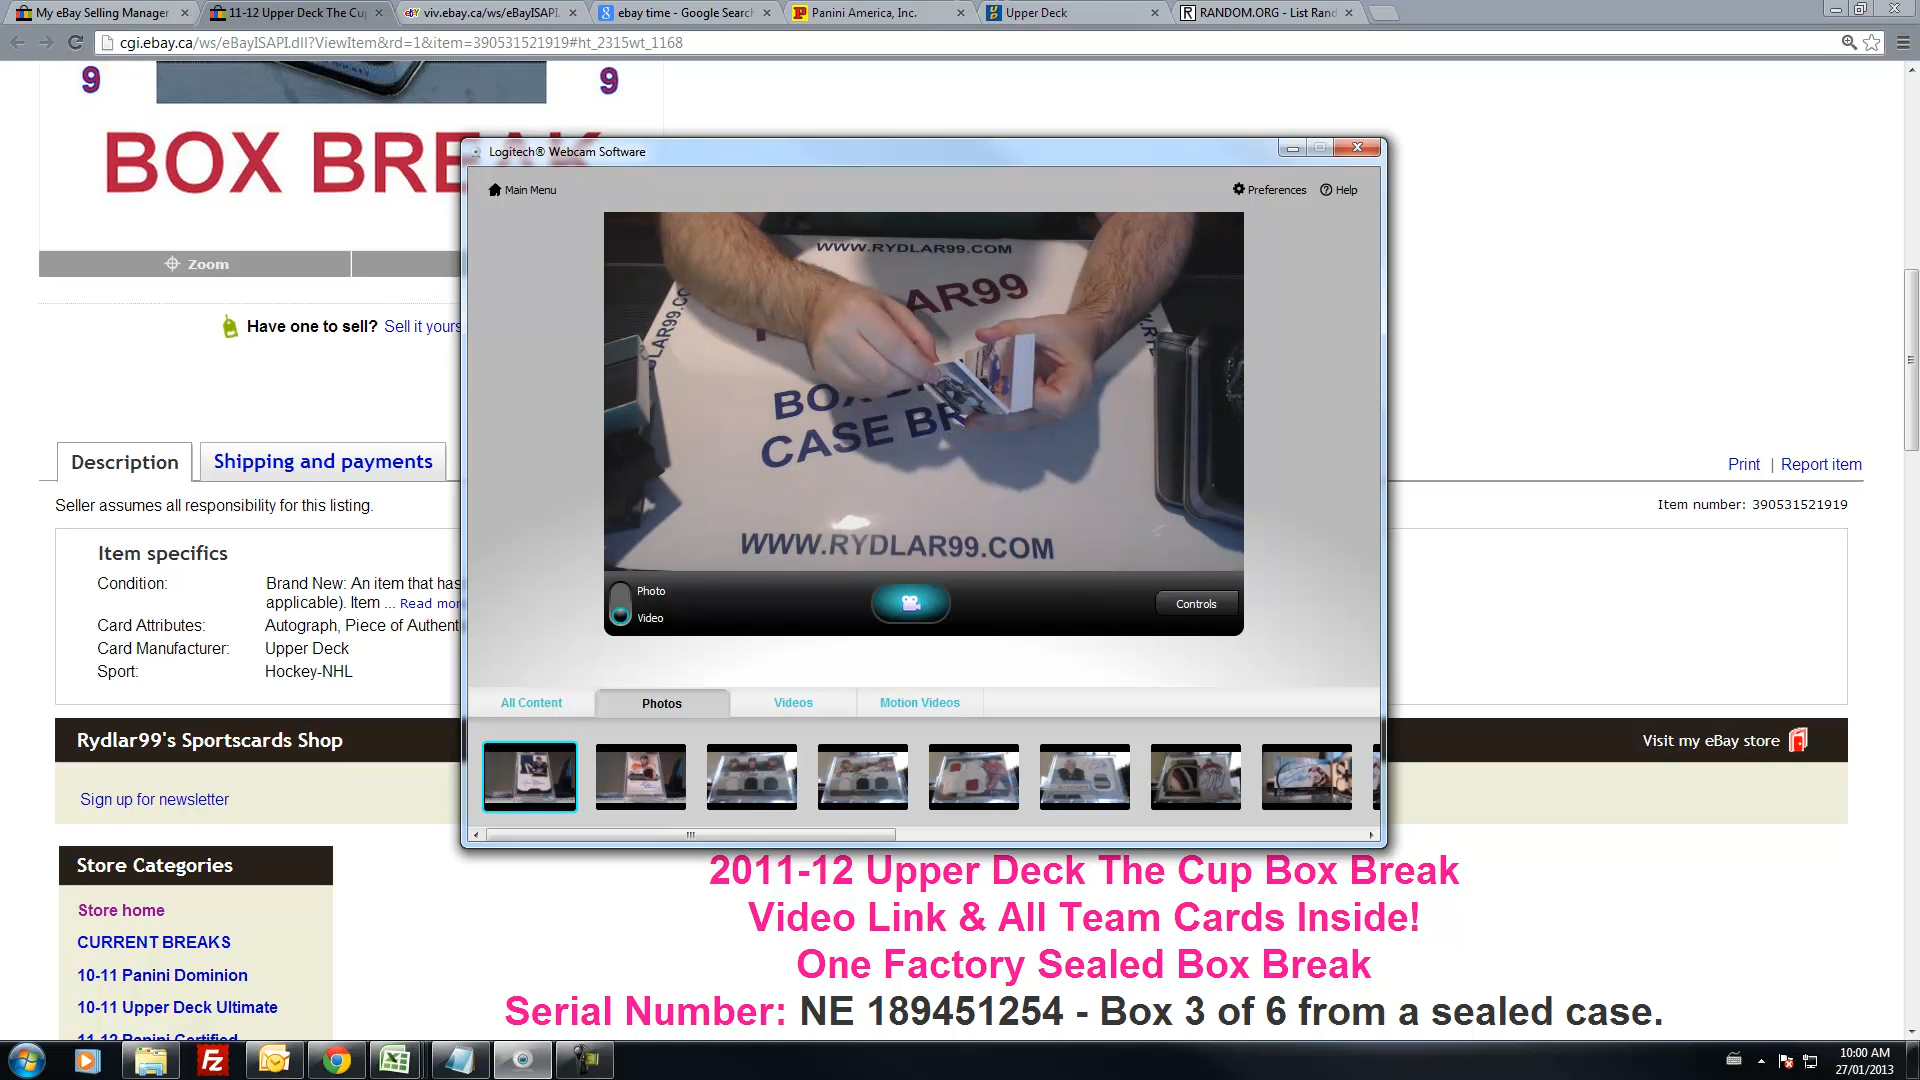 My eBay Selling Manager
11-12 Upper Deck The Cup
viv.ebay.ca/ws/eBayISAPI.
ebay time - Google Search
Panini America, Inc.
Upper Deck
RANDOM.ORG - List Rand
cgi.ebay.ca/ws/eBayISAPI.dll?ViewItem&rd=1&item=390531521919#ht_2315wt_1168
9
9
BOX BREAK
Zoom
Have one to sell? Sell it yours
Logitech® Webcam Software
Main Menu
Preferences
Help
WWW.RYDLAR99.COM
RYDLAR99.C
AR99
RYDLAR99
BOX B
CASE BR
WWW.RYDLAR99.COM
Photo
Video
Controls
All Content
Photos
Videos
Motion Videos
Description
Shipping and payments
Print | Report item
Seller assumes all responsibility for this listing.
Item number: 390531521919
Item specifics
Condition: Brand New: An item that has
applicable). Item ... Read mor
Card Attributes: Autograph, Piece of Authent
Card Manufacturer: Upper Deck
Sport: Hockey-NHL
Rydlar99's Sportscards Shop
Visit my eBay store
Sign up for newsletter
Store Categories
Store home
CURRENT BREAKS
10-11 Panini Dominion
10-11 Upper Deck Ultimate
11-12 Panini Certified
2011-12 Upper Deck The Cup Box Break
Video Link & All Team Cards Inside!
One Factory Sealed Box Break
Serial Number: NE 189451254 - Box 3 of 6 from a sealed case.
10:00 AM
27/01/2013